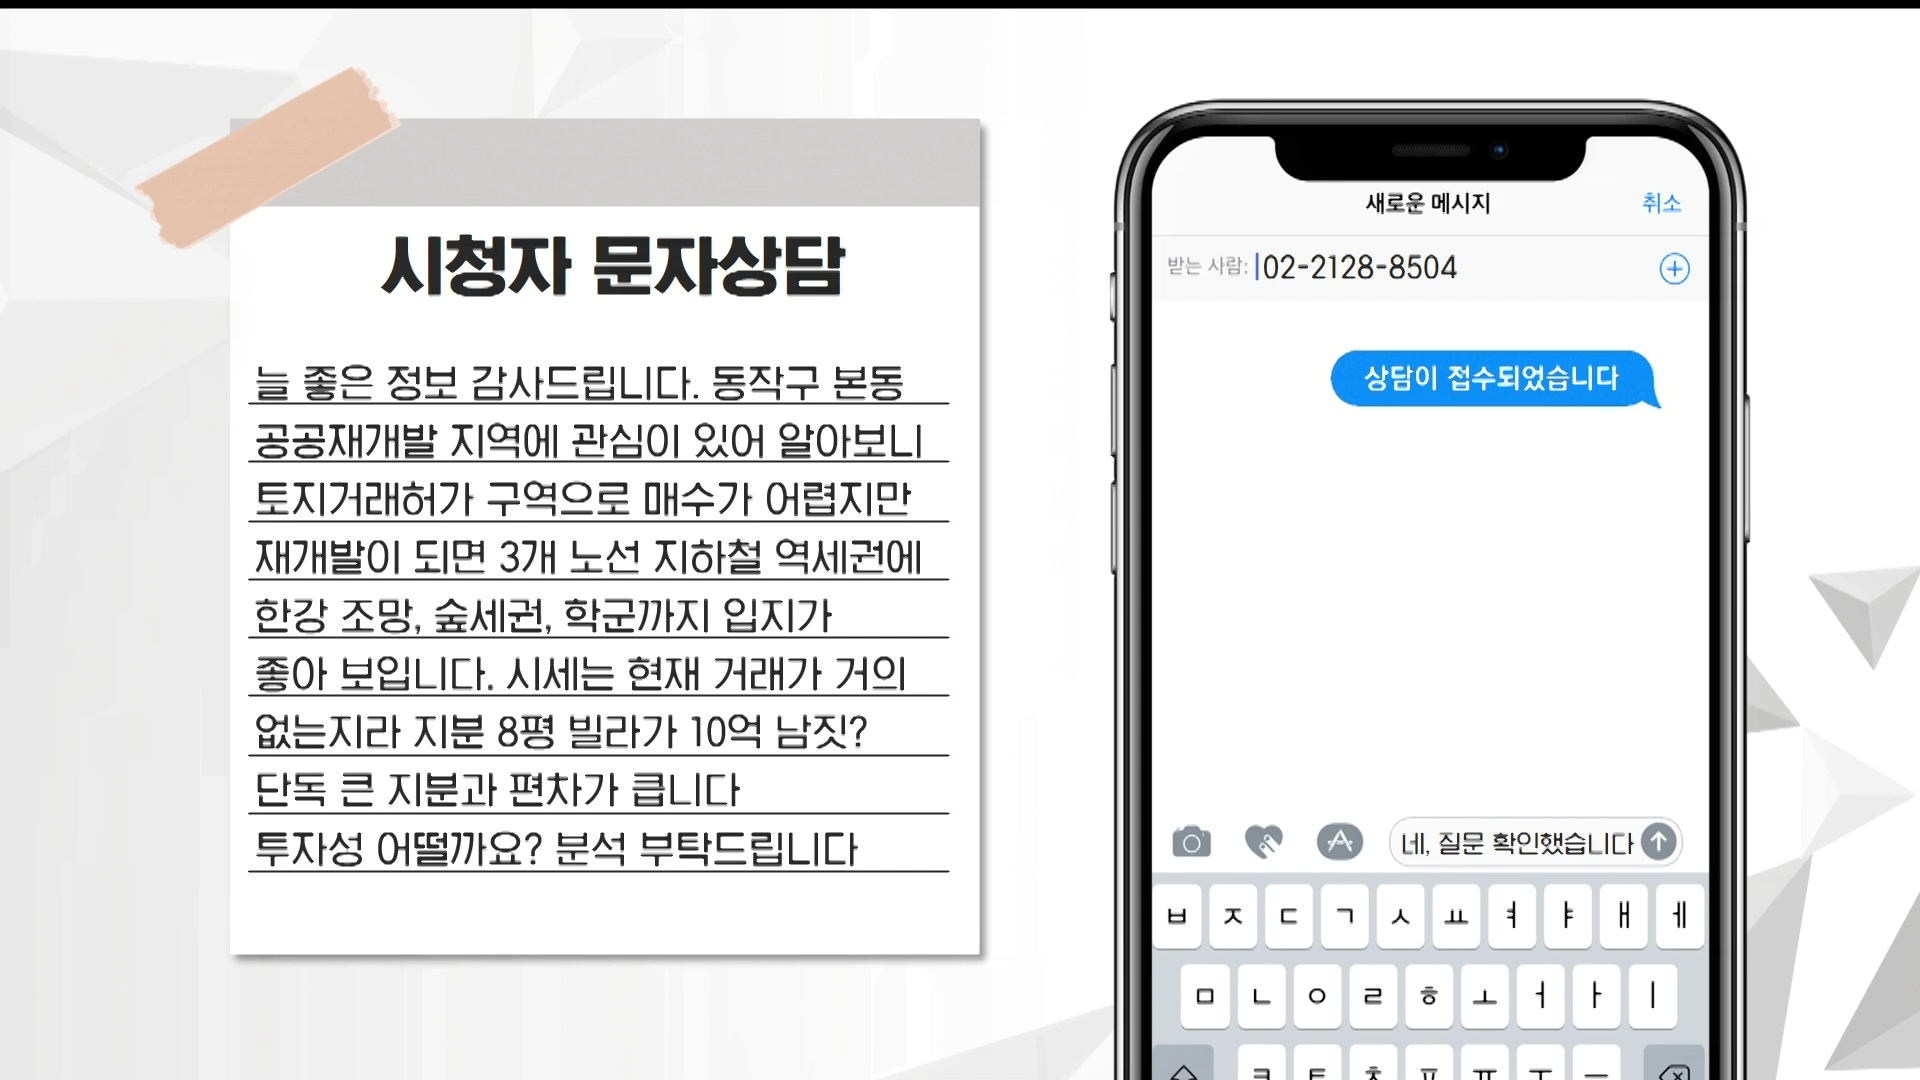 시청자 문자상담
늘 좋은 정보 감사드립니다. 동작구 본동
공공재개발 지역에 관심이 있어 알아보니
토지거래허가 구역으로 매수가 어렵지만
재개발이 되면 3개 노선 지하철 역세권에
한강 조망, 숲세권, 학군까지 입지가
좋아 보입니다. 시세는 현재 거래가 거의
없는지라 지분 8평 빌라가 10억 남짓?
단독 큰 지분과 편차가 큽니다
투자성 어떨까요? 분석 부탁드립니다
새로운 메시지 취소
받는 사람: 02-2128-8504
상담이 접수되었습니다
네, 질문 확인했습니다
ㅂ ㅈ ㄷ ㄱ ㅅ ㅛ ㅕ ㅑ ㅐ ㅔ
ㅁ ㄴ ㅇ ㄹ ㅎ ㅗ ㅓ ㅏ ㅣ
ㅋ ㅌ ㅊ ㅍ ㅠ ㅜ ㅡ